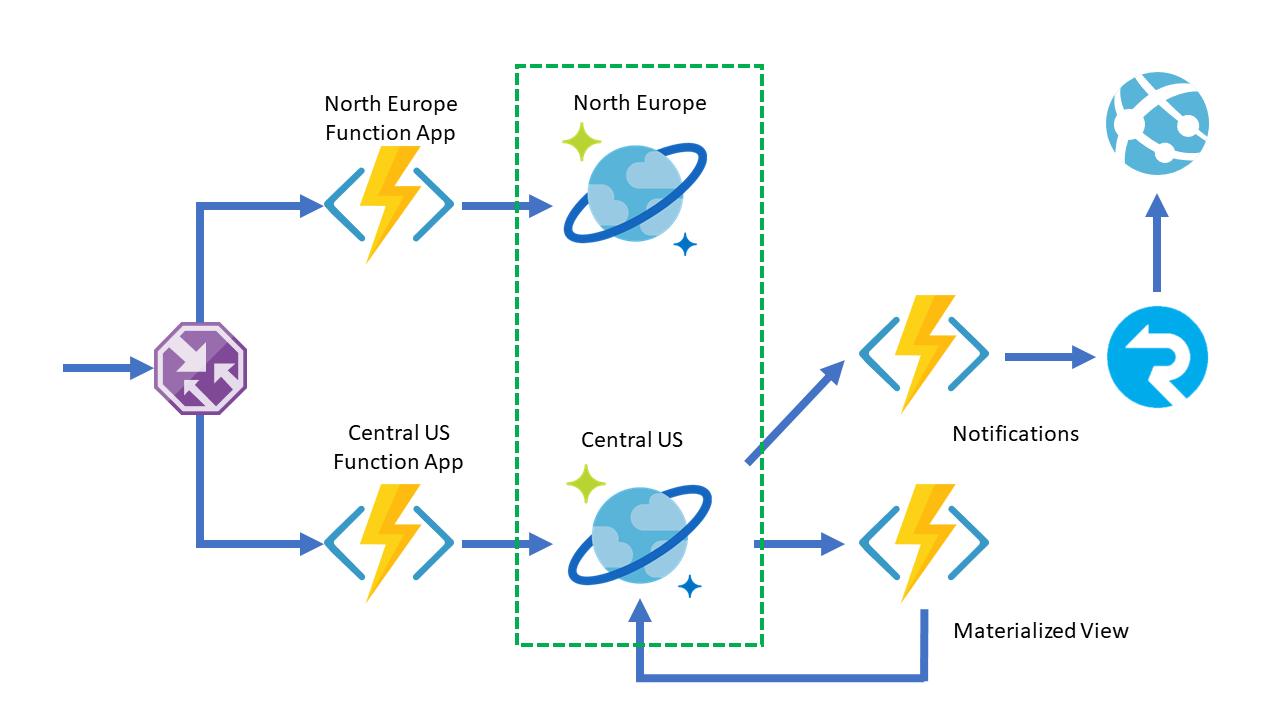 North Europe
Function App
North Europe
Central US
Function App
Central US
Notifications
Materialized View